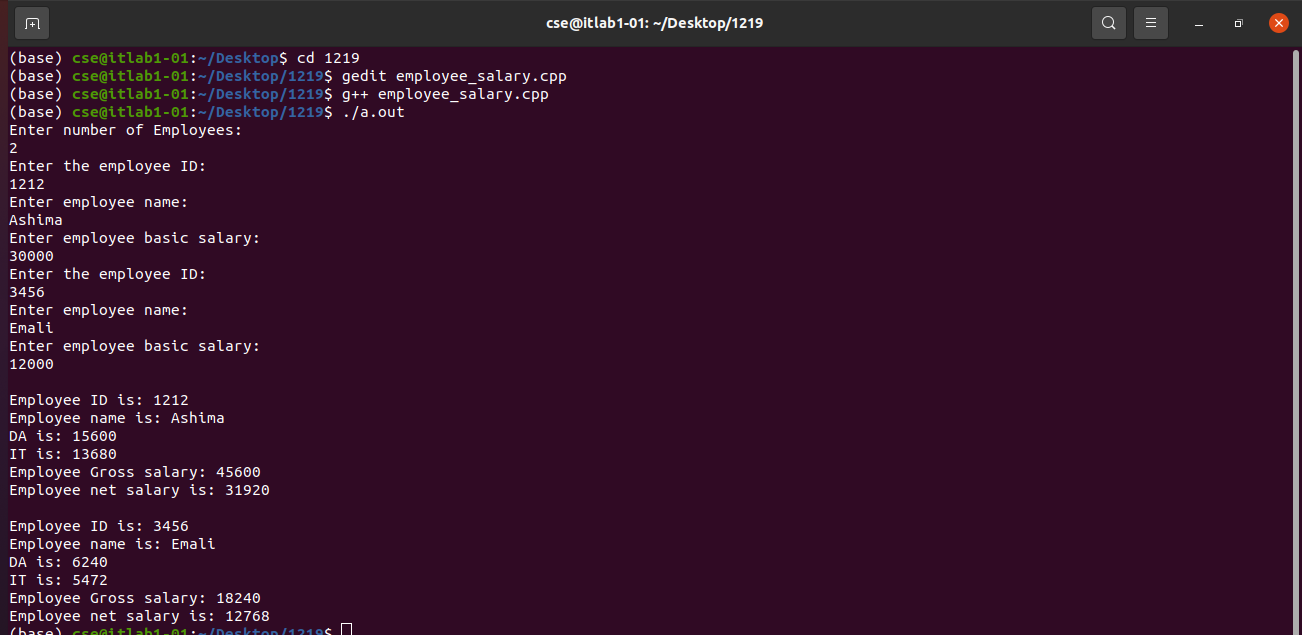 cse@itlab1-01: ~/Desktop/1219
(base) cse@itlab1-01:~/Desktop$ cd 1219
(base) cse@itlab1-01:~/Desktop/1219$ gedit employee_salary.cpp
(base) cse@itlab1-01:~/Desktop/1219$ g++ employee_salary.cpp
(base) cse@itlab1-01:~/Desktop/1219$ ./a.out
Enter number of Employees:
2
Enter the employee ID:
1212
Enter employee name:
Ashima
Enter employee basic salary:
30000
Enter the employee ID:
3456
Enter employee name:
Emali
Enter employee basic salary:
12000
Employee ID is: 1212
Employee name is: Ashima
DA is: 15600
IT is: 13680
Employee Gross salary: 45600
Employee net salary is: 31920
Employee ID is: 3456
Employee name is: Emali
DA is: 6240
IT is: 5472
Employee Gross salary: 18240
Employee net salary is: 12768
(base) cse@itlab1-01:~/Desktop/1219$